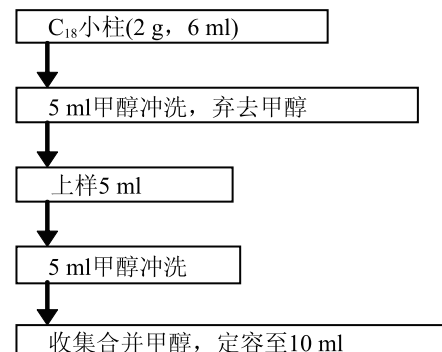 C₁₈小柱(2 g，6 ml)
5 ml甲醇冲洗，弃去甲醇
上样5 ml
5 ml甲醇冲洗
收集合并甲醇，定容至10 ml